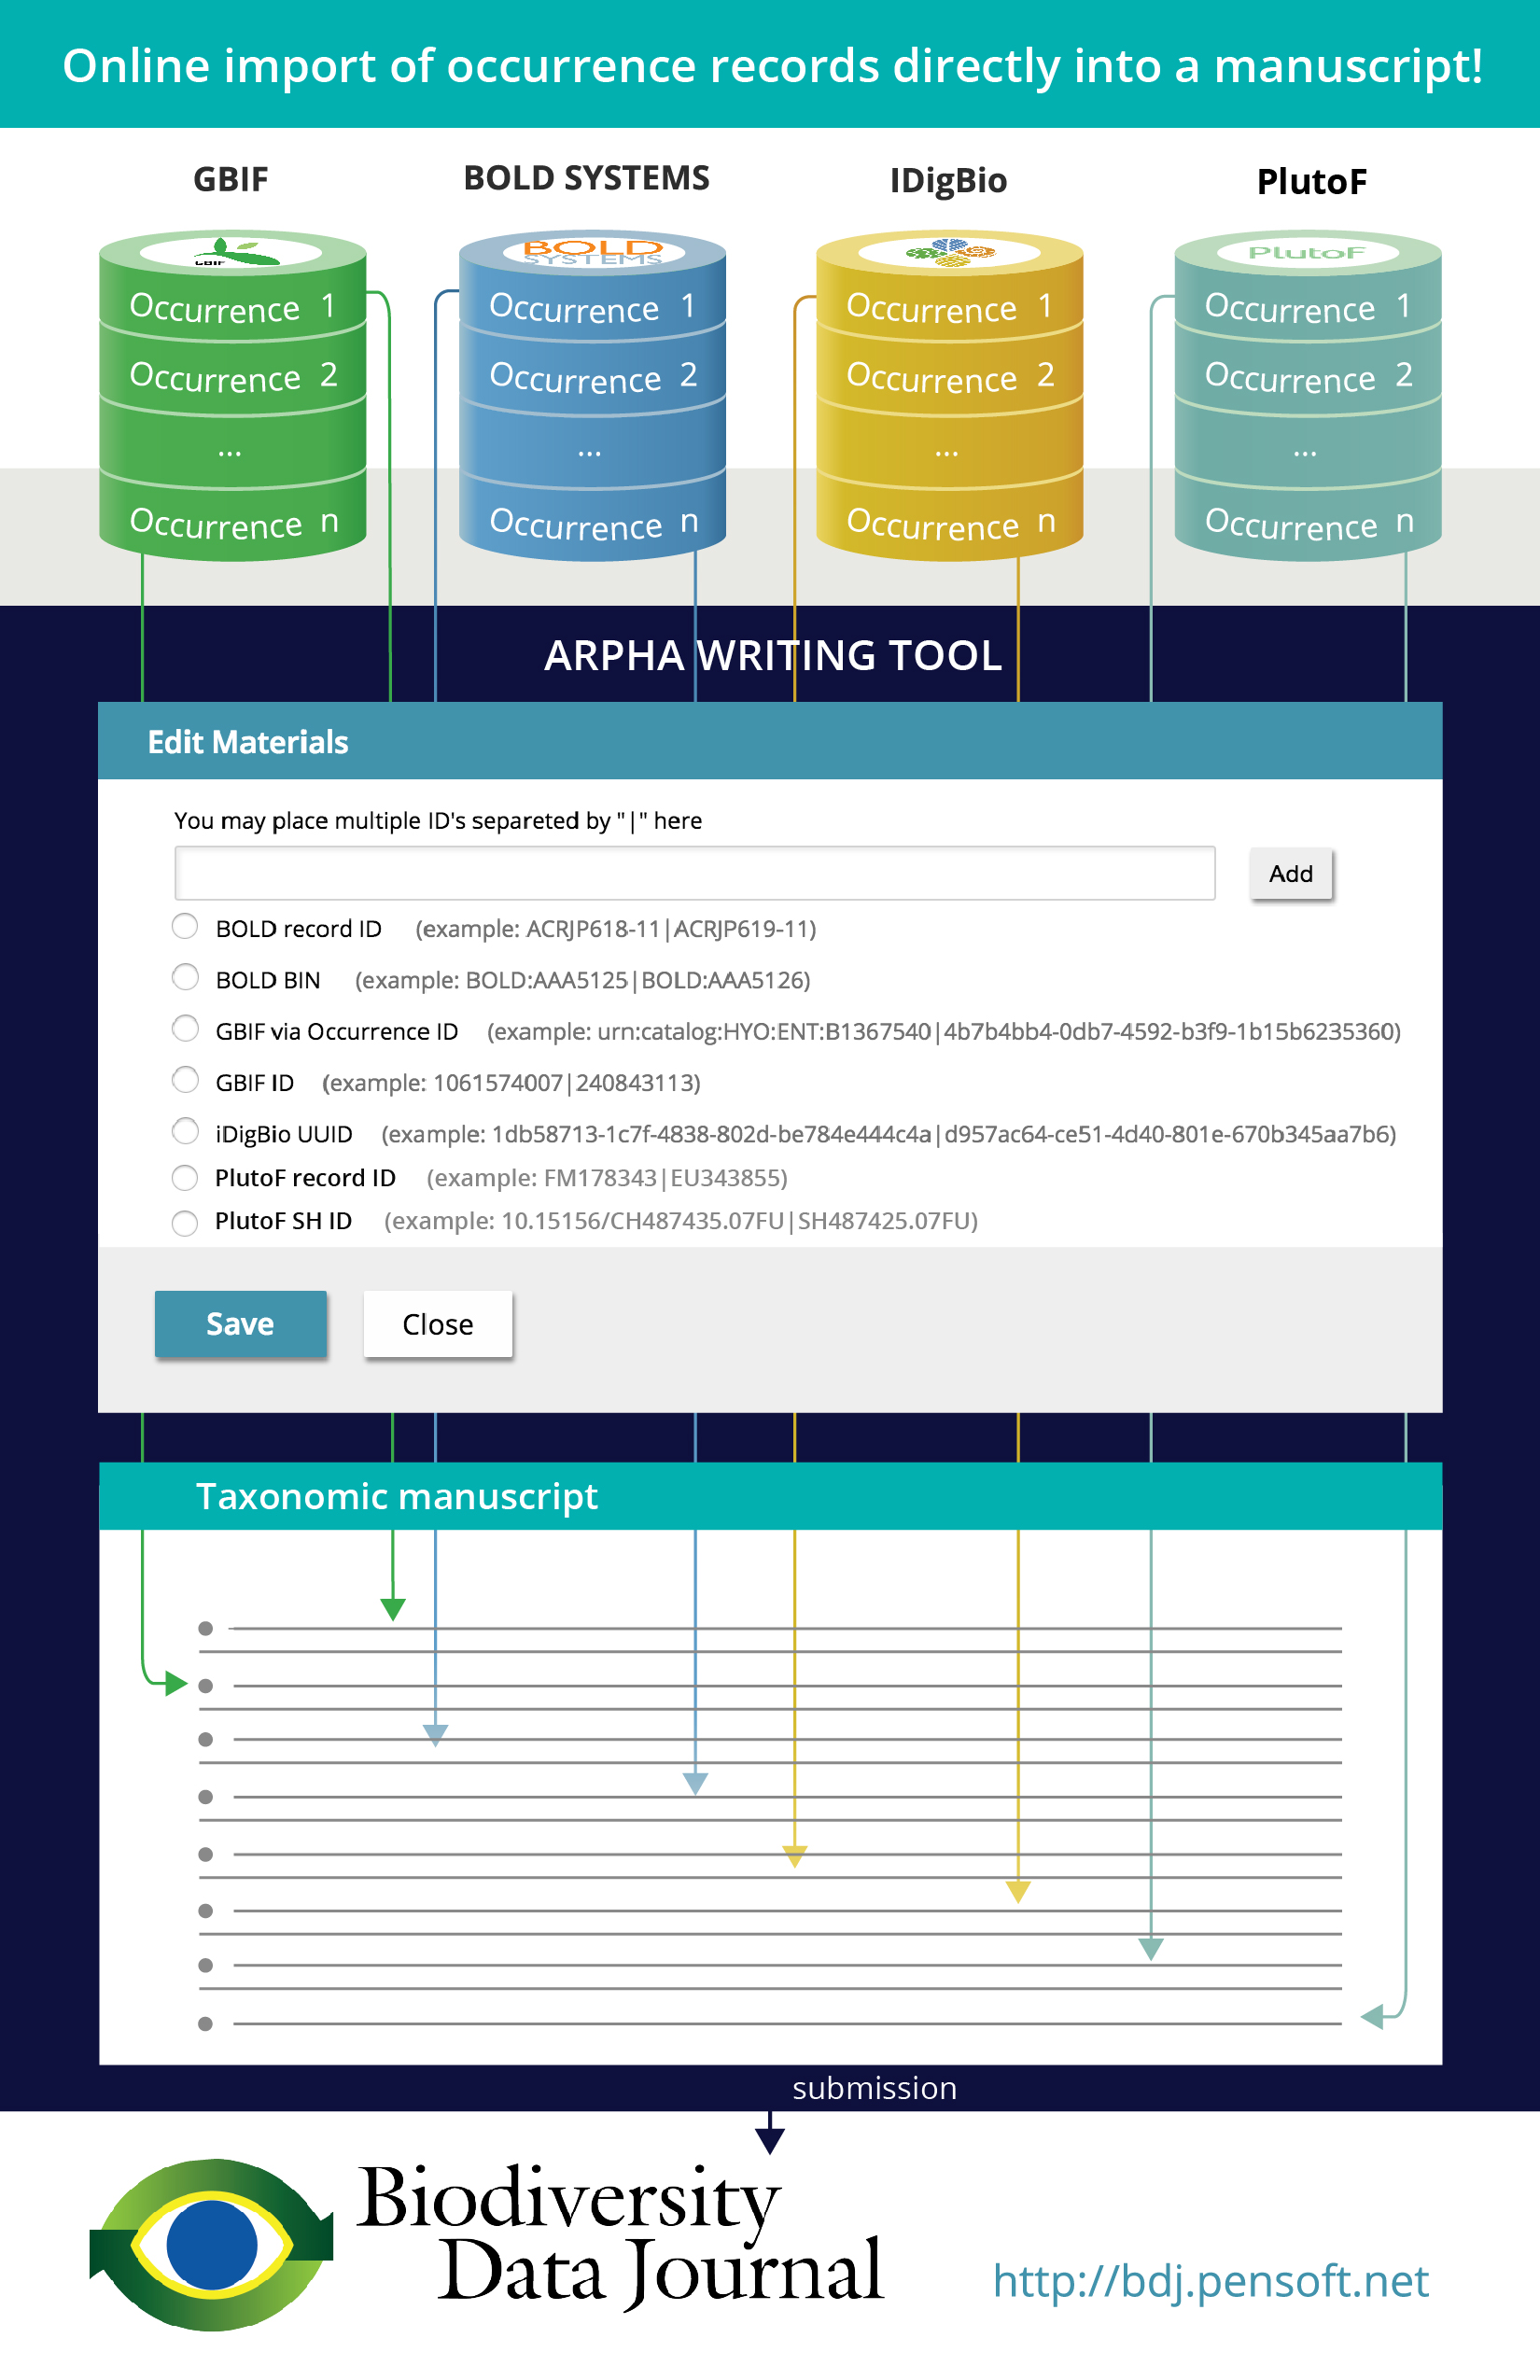 Online import of occurrence records directly into a manuscript!
GBIF
BOLD SYSTEMS
IDigBio
PlutoF
GBIF
BOLD
SYSTEMS
PlutoF
Occurrence 1
Occurrence 2
...
Occurrence n
Occurrence 1
Occurrence 2
...
Occurrence n
Occurrence 1
Occurrence 2
...
Occurrence n
Occurrence 1
Occurrence 2
...
Occurrence n
ARPHA WRITING TOOL
Edit Materials
You may place multiple ID's separeted by "|" here
Add
BOLD record ID (example: ACRJP618-11|ACRJP619-11)
BOLD BIN (example: BOLD:AAA5125|BOLD:AAA5126)
GBIF via Occurrence ID (example: urn:catalog:HYO:ENT:B1367540|4b7b4bb4-0db7-4592-b3f9-1b15b6235360)
GBIF ID (example: 1061574007|240843113)
iDigBio UUID (example: 1db58713-1c7f-4838-802d-be784e444c4a|d957ac64-ce51-4d40-801e-670b345aa7b6)
PlutoF record ID (example: FM178343|EU343855)
PlutoF SH ID (example: 10.15156/CH487435.07FU|SH487425.07FU)
Save
Close
Taxonomic manuscript
submission
Biodiversity
Data Journal
http://bdj.pensoft.net